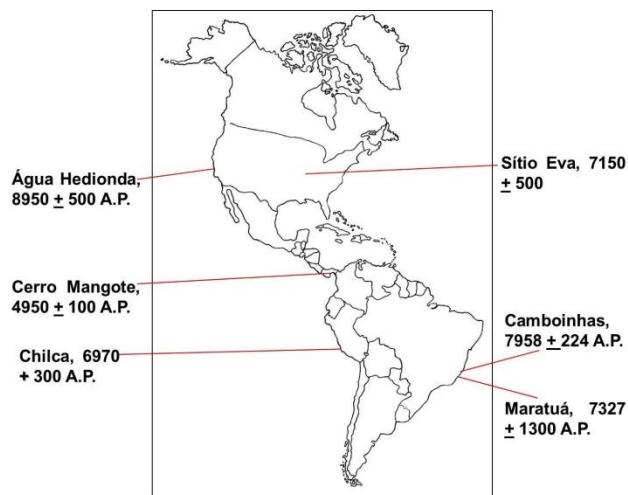 Água Hedionda,
8950 ± 500 A.P.
Sítio Eva, 7150
± 500
Cerro Mangote,
4950 ± 100 A.P.
Chilca, 6970
+ 300 A.P.
Camboinhas,
7958 ±224 A.P.
Maratuá, 7327
± 1300 A.P.